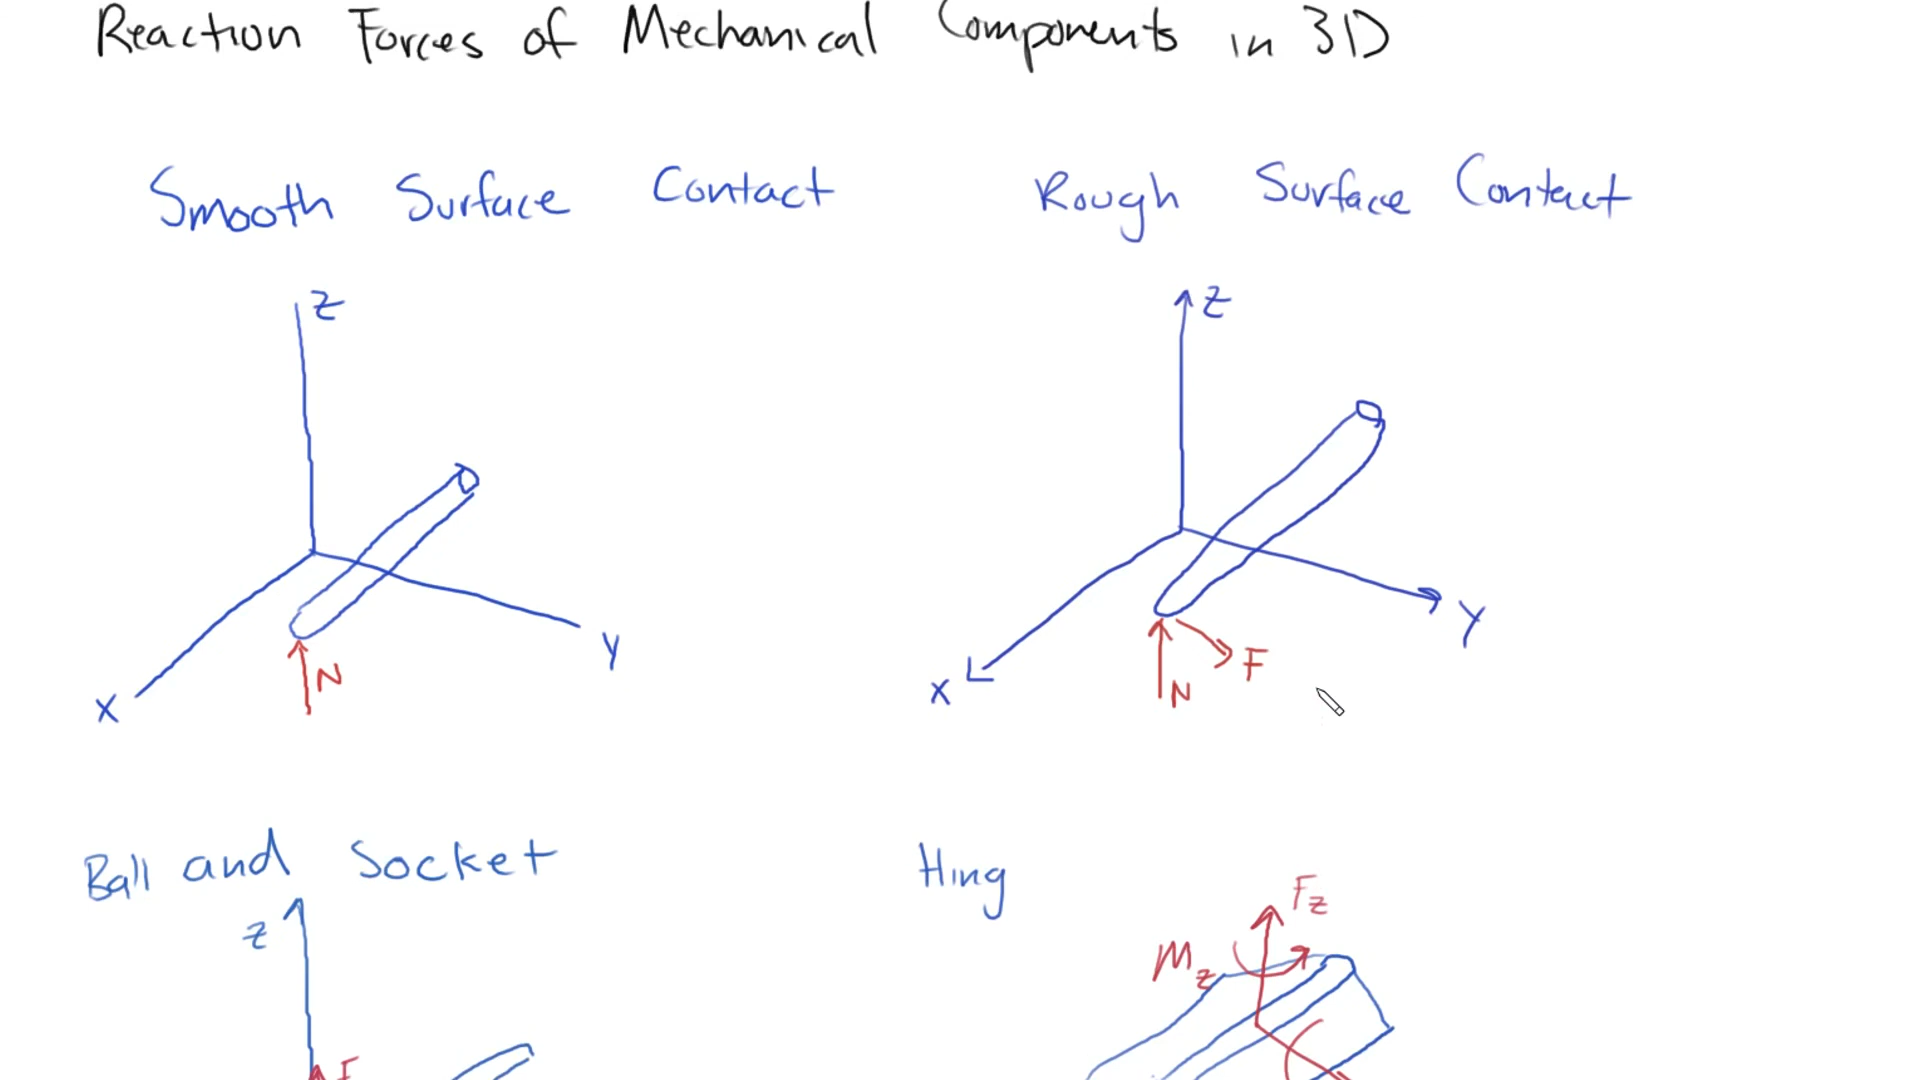 Reaction Forces of Mechanical Components in 3D
Smooth Surface Contact
Rough Surface Contact
Z
Z
X
Y
N
X
Y
N
F
Ball and Socket
Hing
z
F
Fz
Mz